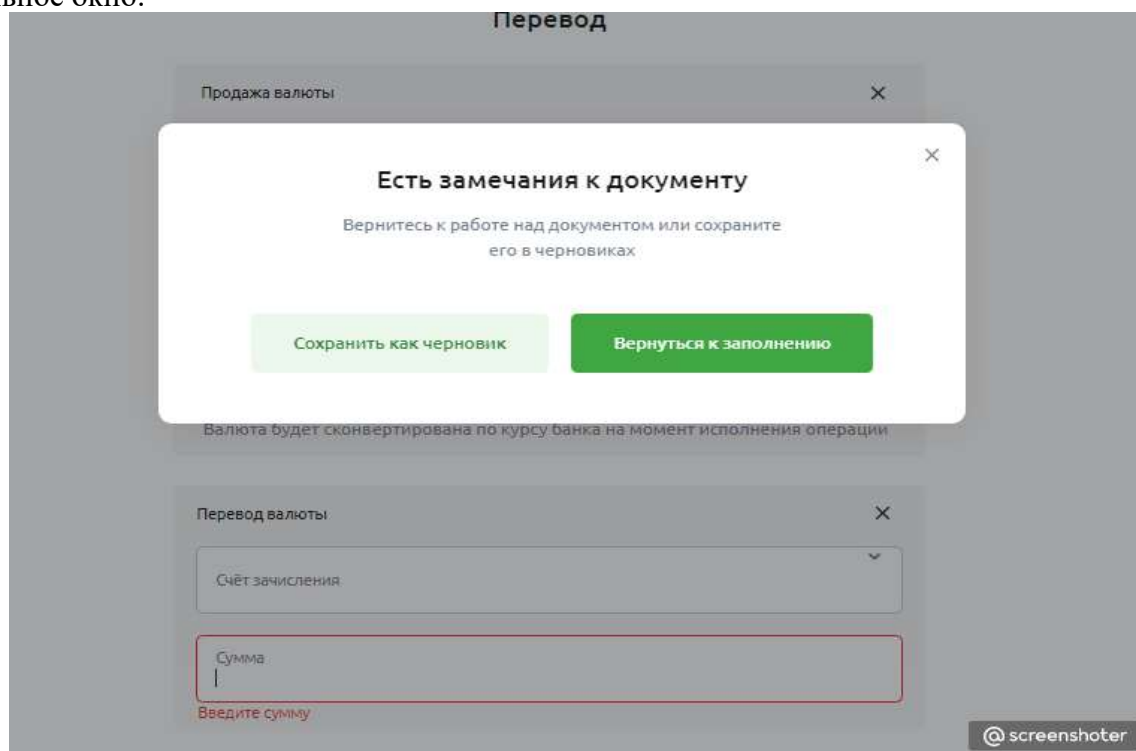 Перевод
Продажа валюты
Есть замечания к документу
Вернитесь к работе над документом или сохраните
его в черновиках
Сохранить как черновик
Вернуться к заполнению
Валюта будет сконвертирована по курсу банка на момент исполнения операции
Перевод валюты
Счёт зачисления
Сумма
Введите сумму
@ screenshoter